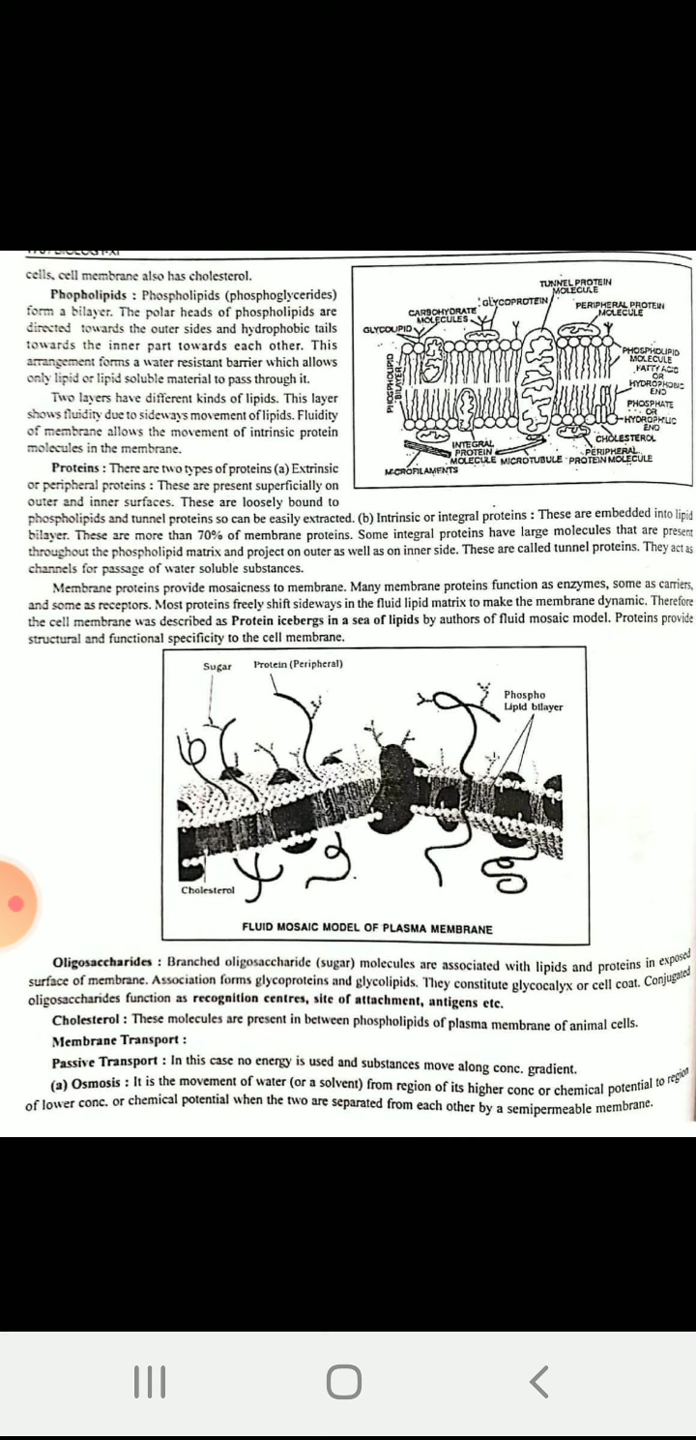 cells, cell membrane also has cholesterol.
Phopholipids : Phospholipids (phosphoglycerides)
form a bilayer. The polar heads of phospholipids are
directed towards the outer sides and hydrophobic tails
towards the inner part towards each other. This
arrangement forms a water resistant barrier which allows
only lipid or lipid soluble material to pass through it.
Two layers have different kinds of lipids. This layer
shows fluidity due to sideways movement of lipids. Fluidity
of membrane allows the movement of intrinsic protein
molecules in the membrane.
Proteins : There are two types of proteins (a) Extrinsic
or peripheral proteins : These are present superficially on
outer and inner surfaces. These are loosely bound to
TUNNEL PROTEIN
MOLECULE
GLYCOPROTEIN
PERIPHERAL PROTEIN
MOLECULE
CARBOHYDRATE
MOLECULES
GLYCOLIPID
PHOSPHOLIPID
BILAYER
PHOSPHOLIPID
MOLECULE
FATTY ACID
OR
HYDROPHOBIC
END
PHOSPHATE
OR
HYDROPHILIC
END
CHOLESTEROL
INTEGRAL
PROTEIN
MOLECULE
MICROTUBULE
PERIPHERAL
PROTEIN MOLECULE
MICROFILAMENTS
phospholipids and tunnel proteins so can be easily extracted. (b) Intrinsic or integral proteins : These are embedded into lipid
bilayer. These are more than 70% of membrane proteins. Some integral proteins have large molecules that are present
throughout the phospholipid matrix and project on outer as well as on inner side. These are called tunnel proteins. They act as
channels for passage of water soluble substances.
Membrane proteins provide mosaicness to membrane. Many membrane proteins function as enzymes, some as carriers,
and some as receptors. Most proteins freely shift sideways in the fluid lipid matrix to make the membrane dynamic. Therefore
the cell membrane was described as Protein icebergs in a sea of lipids by authors of fluid mosaic model. Proteins provide
structural and functional specificity to the cell membrane.
Sugar
Protein (Peripheral)
Phospho
Lipid bilayer
Cholesterol
FLUID MOSAIC MODEL OF PLASMA MEMBRANE
Oligosaccharides : Branched oligosaccharide (sugar) molecules are associated with lipids and proteins in exposed
surface of membrane. Association forms glycoproteins and glycolipids. They constitute glycocalyx or cell coat. Conjugated
oligosaccharides function as recognition centres, site of attachment, antigens etc.
Cholesterol : These molecules are present in between phospholipids of plasma membrane of animal cells.
Membrane Transport :
Passive Transport : In this case no energy is used and substances move along conc. gradient.
(a) Osmosis : It is the movement of water (or a solvent) from region of its higher conc or chemical potential to region
of lower conc. or chemical potential when the two are separated from each other by a semipermeable membrane.